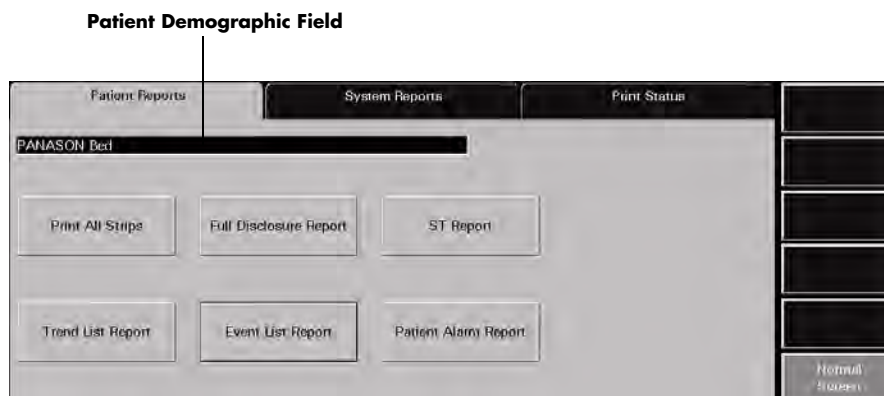 Patient Demographic Field
Patient Reports System Reports Print Status
PANASON Bed
Print All Strips Full Disclosure Report ST Report
Trend List Report Event List Report Patient Alarm Report
Normal
Screen